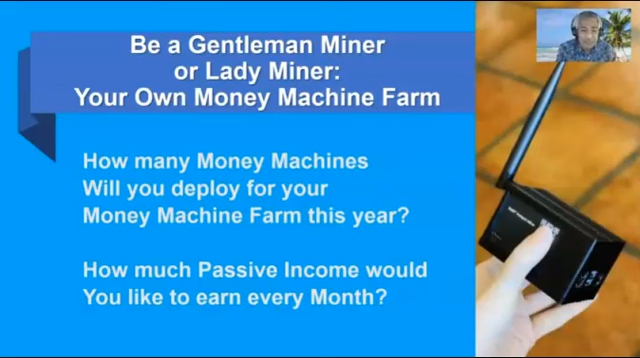 Be a Gentleman Miner
or Lady Miner:
Your Own Money Machine Farm
How many Money Machines
Will you deploy for your
Money Machine Farm this year?
How much Passive Income would
You like to earn every Month?